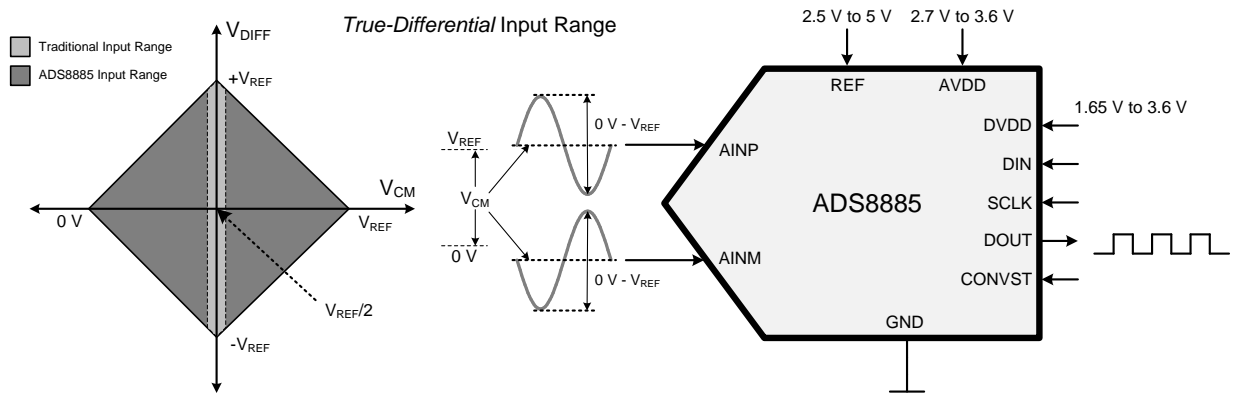 True-Differential Input Range
Traditional Input Range
ADS8885 Input Range
VDIFF
+VREF
VCM
0 V
VREF
VREF/2
-VREF
VREF
VCM
0 V
0 V - VREF
0 V - VREF
2.5 V to 5 V
2.7 V to 3.6 V
REF
AVDD
1.65 V to 3.6 V
DVDD
AINP
DIN
ADS8885
SCLK
DOUT
AINM
CONVST
GND